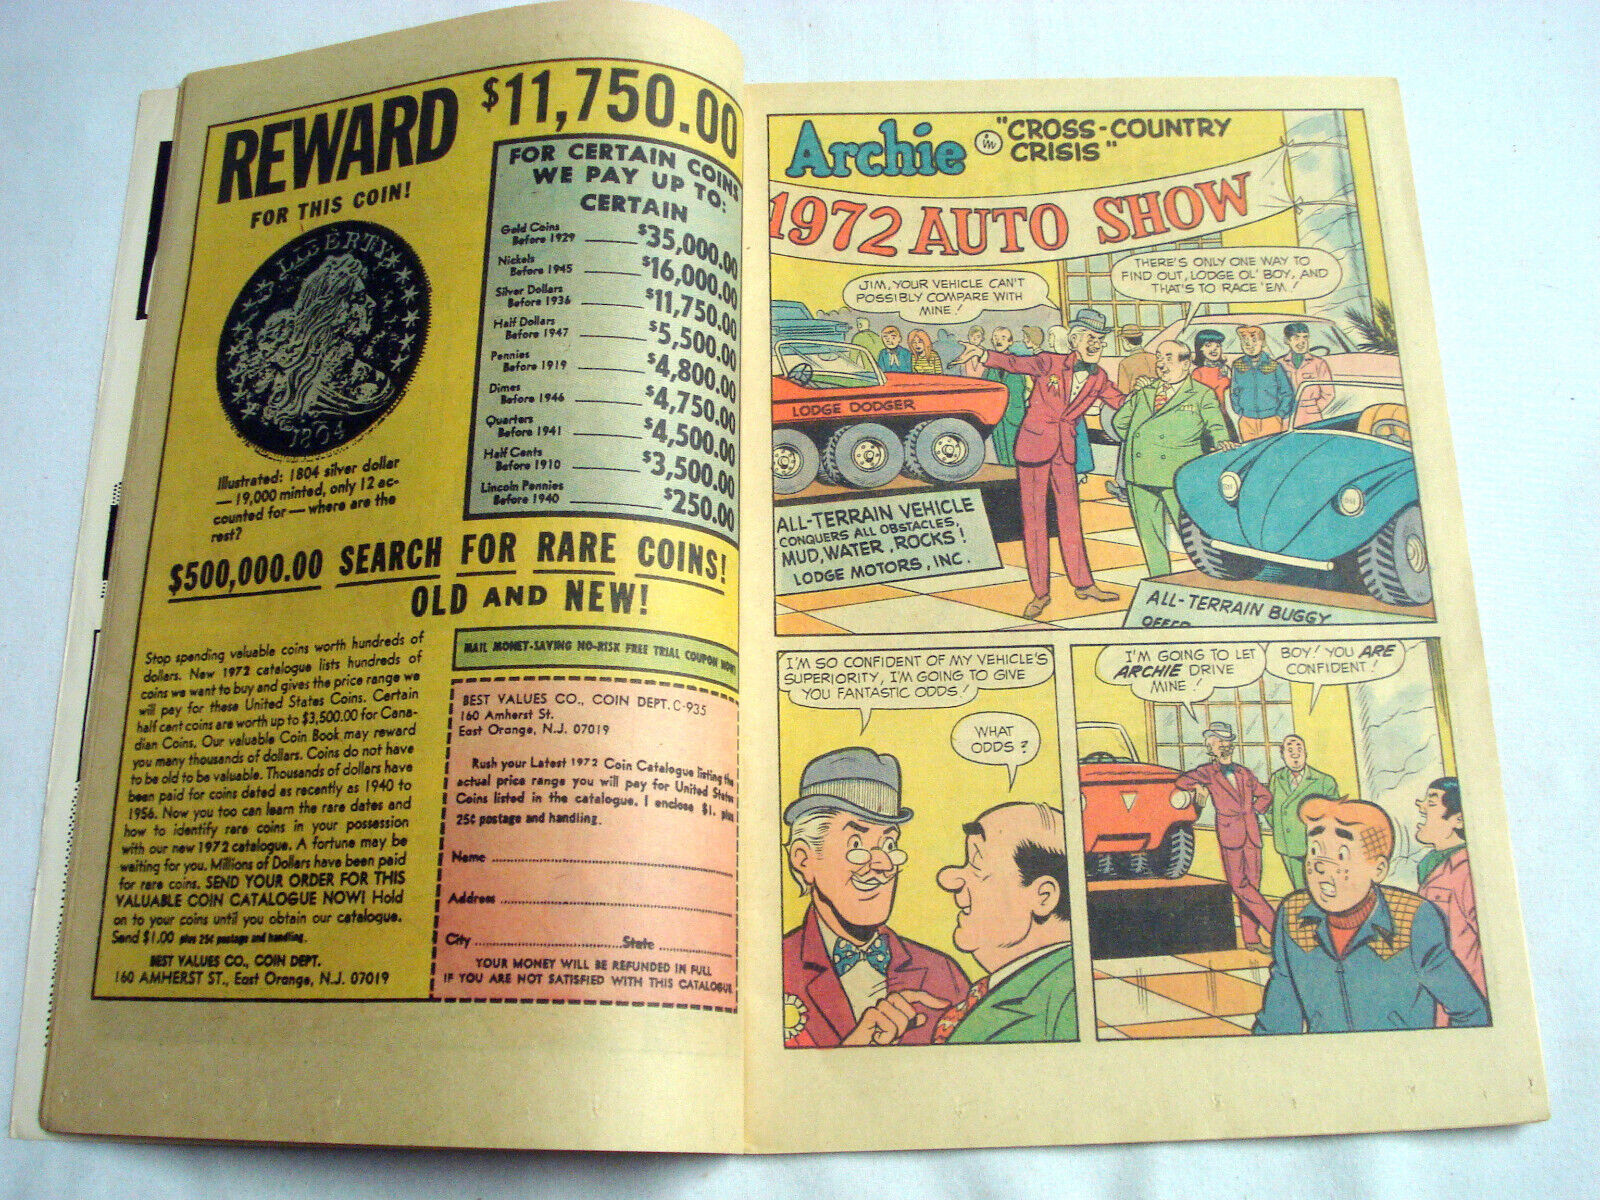 REWARD
$11,750.00
FOR THIS COIN!
LIBERTY
1804
Illustrated: 1804 silver dollar
— 19,000 minted, only 12 ac-
counted for — where are the
rest?
FOR CERTAIN COINS
WE PAY UP TO:
CERTAIN
Gold Coins
Before 1929 $35,000.00
Nickels
Before 1945 $16,000.00
Silver Dollars
Before 1936 $11,750.00
Half Dollars
Before 1947 $5,500.00
Pennies
Before 1919 $4,800.00
Dimes
Before 1946 $4,750.00
Quarters
Before 1941 $4,500.00
Half Cents
Before 1910 $3,500.00
Lincoln Pennies
Before 1940 $250.00
$500,000.00 SEARCH FOR RARE COINS!
OLD AND NEW!
Stop spending valuable coins worth hundreds of
dollars. New 1972 catalogue lists hundreds of
coins we want to buy and gives the price range we
will pay for these United States Coins. Certain
half cent coins are worth up to $3,500.00 for Cana-
dian Coins. Our valuable Coin Book may reward
you many thousands of dollars. Coins do not have
to be old to be valuable. Thousands of dollars have
been paid for coins dated as recently as 1940 to
1956. Now you too can learn the rare dates and
how to identify rare coins in your possession
with our new 1972 catalogue. A fortune may be
waiting for you. Millions of Dollars have been paid
for rare coins. SEND YOUR ORDER FOR THIS
VALUABLE COIN CATALOGUE NOW! Hold
on to your coins until you obtain our catalogue.
Send $1.00 plus 25¢ postage and handling.
BEST VALUES CO., COIN DEPT.
160 AMHERST ST., East Orange, N.J. 07019
MAIL MONEY-SAVING NO-RISK FREE TRIAL COUPON NOW!
BEST VALUES CO., COIN DEPT. C-935
160 Amherst St.
East Orange, N.J. 07019
Rush your Latest 1972 Coin Catalogue listing the
actual price range you will pay for United States
Coins listed in the catalogue. I enclose $1. plus
25¢ postage and handling.
Name
Address
City State
YOUR MONEY WILL BE REFUNDED IN FULL
IF YOU ARE NOT SATISFIED WITH THIS CATALOGUE
Archie in "CROSS-COUNTRY
CRISIS"
1972 AUTO SHOW
JIM, YOUR VEHICLE CAN'T
POSSIBLY COMPARE WITH
MINE!
THERE'S ONLY ONE WAY TO
FIND OUT, LODGE OL' BOY, AND
THAT'S TO RACE 'EM!
LODGE DODGER
ALL-TERRAIN VEHICLE
CONQUERS ALL OBSTACLES,
MUD, WATER, ROCKS!
LODGE MOTORS, INC.
ALL-TERRAIN BUGGY
I'M SO CONFIDENT OF MY VEHICLE'S
SUPERIORITY, I'M GOING TO GIVE
YOU FANTASTIC ODDS!
WHAT
ODDS?
I'M GOING TO LET
ARCHIE DRIVE
MINE!
BOY! YOU ARE
CONFIDENT!